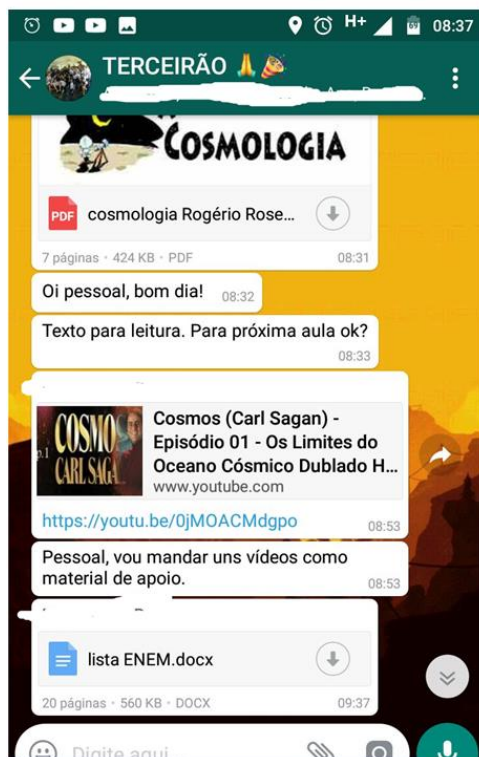 H+ 08:37
TERCEIRÃO
COSMOLOGIA
PDF cosmologia Rogério Rose...
7 páginas · 424 KB · PDF 08:31
Oi pessoal, bom dia! 08:32
Texto para leitura. Para próxima aula ok?
08:33
COSMO
p.1
CARL SAGA
Cosmos (Carl Sagan) -
Episódio 01 - Os Limites do
Oceano Cósmico Dublado H...
www.youtube.com
https://youtu.be/0jMOACMdgpo 08:53
Pessoal, vou mandar uns vídeos como
material de apoio. 08:53
lista ENEM.docx
20 páginas · 560 KB · DOCX 09:37
Digite aqui